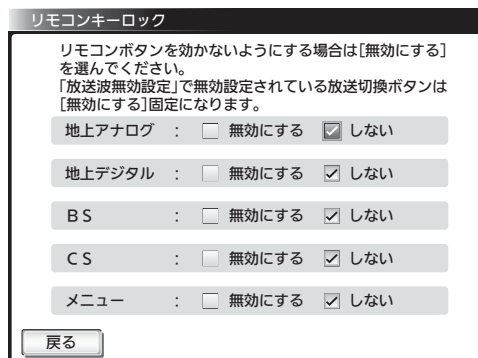 リモコンキーロック
リモコンボタンを効かないようにする場合は[無効にする]
を選んでください。
「放送波無効設定」で無効設定されている放送切換ボタンは
[無効にする]固定になります。
地上アナログ : 無効にする しない
地上デジタル : 無効にする しない
BS : 無効にする しない
CS : 無効にする しない
メニュー : 無効にする しない
戻る